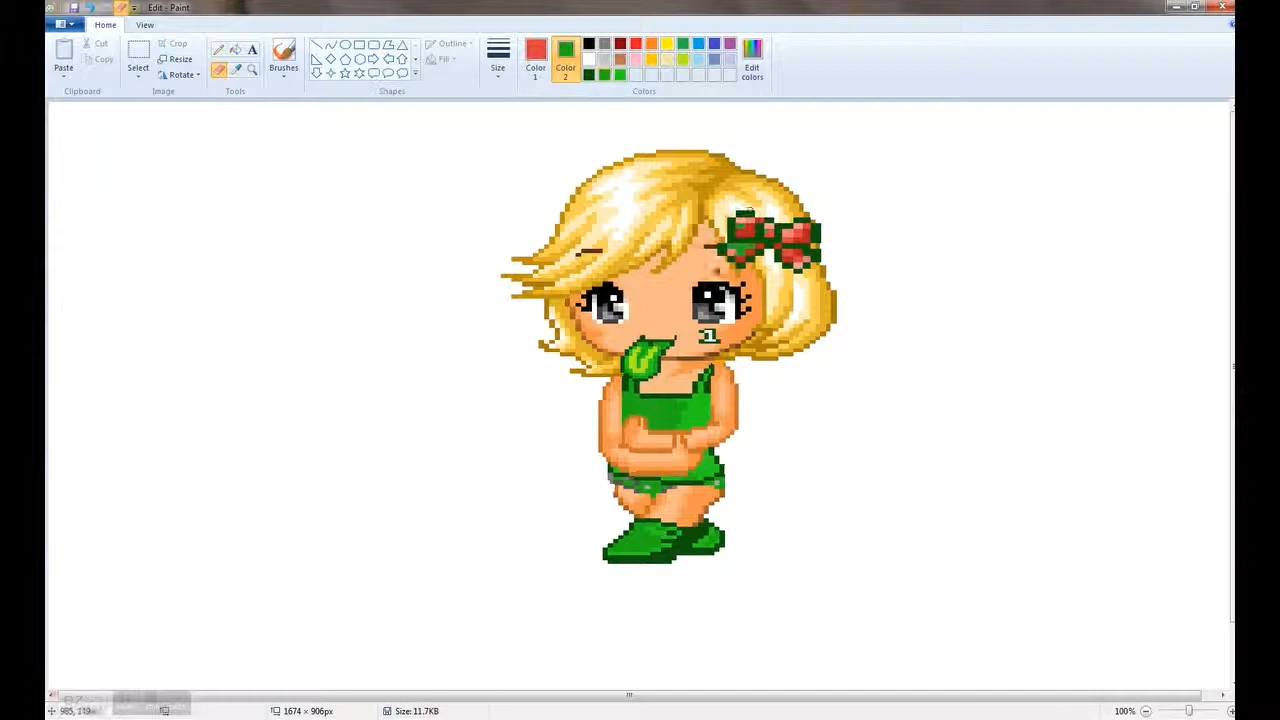 Edit - Paint
Home
View
Paste
Cut
Copy
Clipboard
Select
Crop
Resize
Rotate
Image
A
Tools
Brushes
Outline
Fill
Shapes
Size
Color
1
Color
2
Edit
colors
Colors
1674 × 906px
Size: 11.7KB
100%